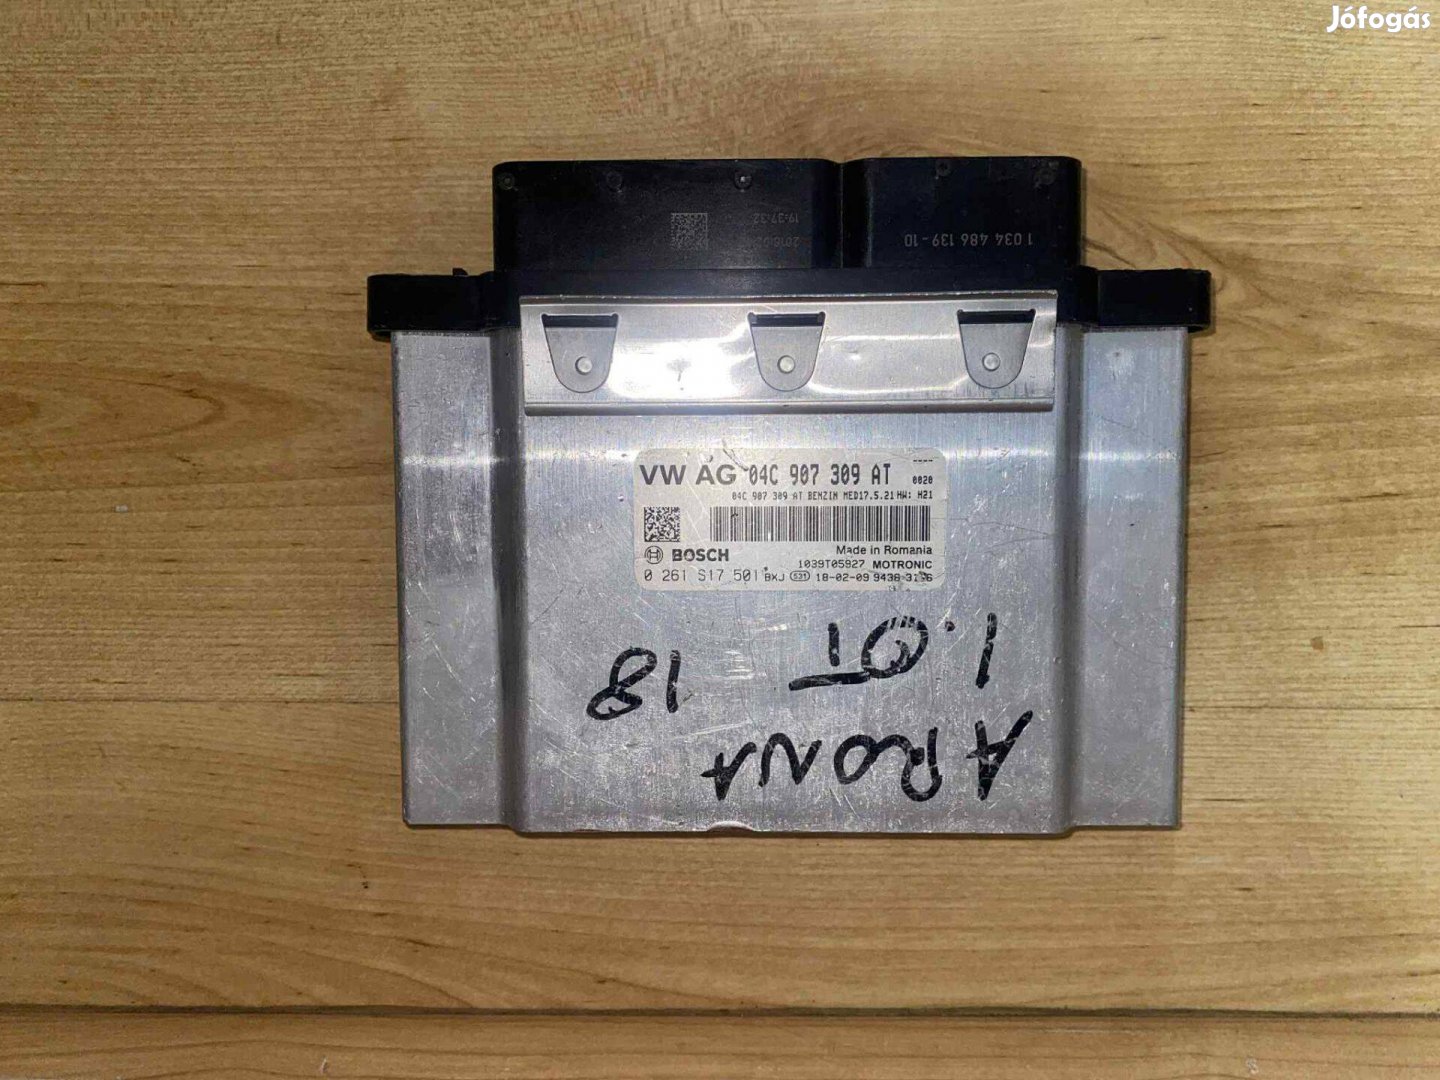 Jófogás
19:37:32
1 034 486 139-10
VW AG 04C 907 309 AT ----
0020
04C 907 309 AT BENZIN MED17.5.21 HW: H21
BOSCH
Made in Romania
1039T05927 MOTRONIC
0 261 S17 501 BXJ 531 18-02-09 9438
1.0T
18
ARONA